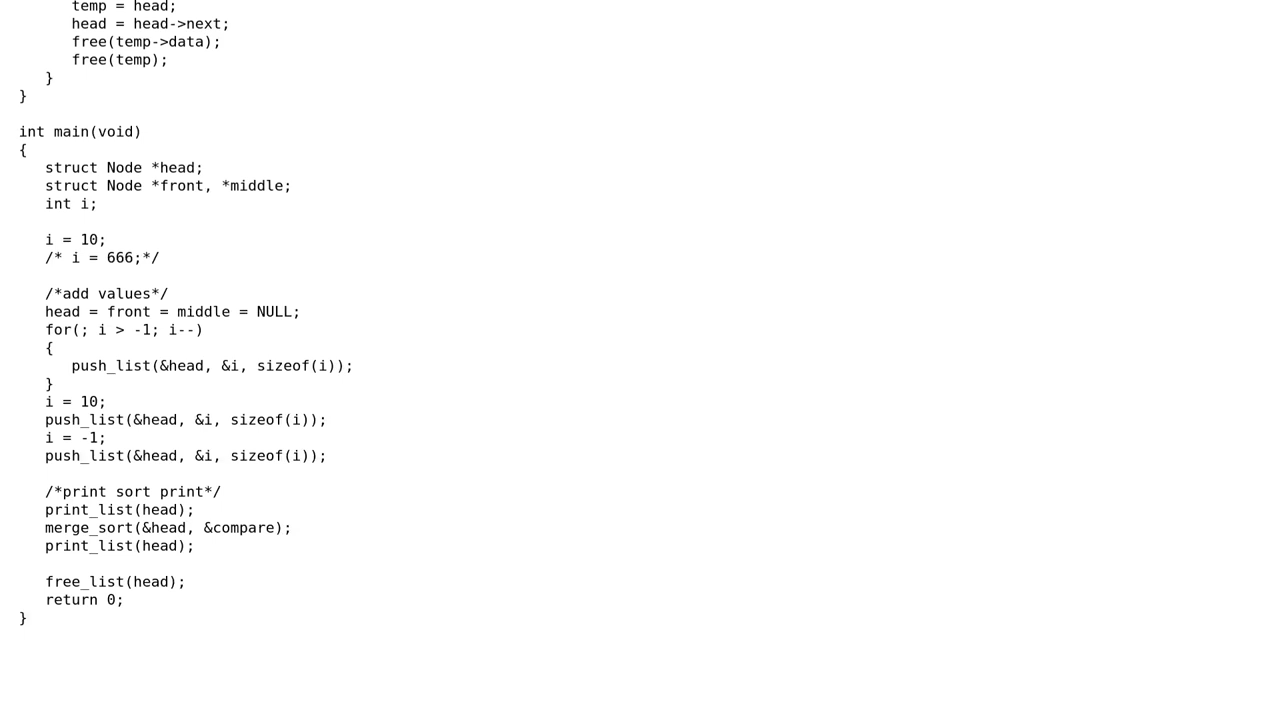 temp = head;
head = head->next;
free(temp->data);
free(temp);
}
}
int main(void)
{
struct Node *head;
struct Node *front, *middle;
int i;
i = 10;
/* i = 666;*/
/*add values*/
head = front = middle = NULL;
for(; i > -1; i--)
{
push_list(&head, &i, sizeof(i));
}
i = 10;
push_list(&head, &i, sizeof(i));
i = -1;
push_list(&head, &i, sizeof(i));
/*print sort print*/
print_list(head);
merge_sort(&head, &compare);
print_list(head);
free_list(head);
return 0;
}